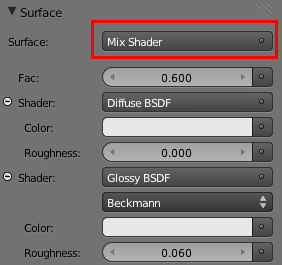 Surface
Surface: Mix Shader
Fac: 0.600
Shader: Diffuse BSDF
Color:
Roughness: 0.000
Shader: Glossy BSDF
Beckmann
Color:
Roughness: 0.060